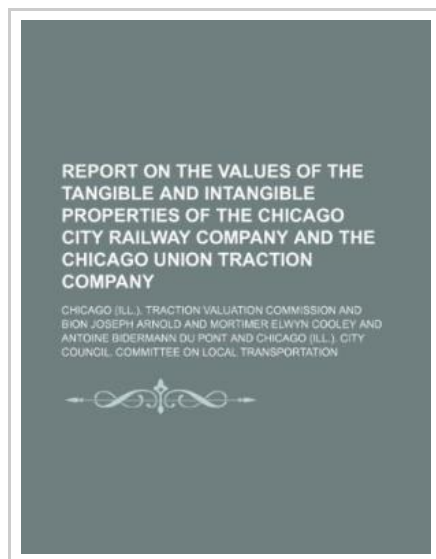 REPORT ON THE VALUES OF THE
TANGIBLE AND INTANGIBLE
PROPERTIES OF THE CHICAGO
CITY RAILWAY COMPANY AND THE
CHICAGO UNION TRACTION
COMPANY
CHICAGO (ILL.). TRACTION VALUATION COMMISSION AND
BION JOSEPH ARNOLD AND MORTIMER ELWYN COOLEY AND
ANTOINE BIDERMANN DU PONT AND CHICAGO (ILL.). CITY
COUNCIL. COMMITTEE ON LOCAL TRANSPORTATION